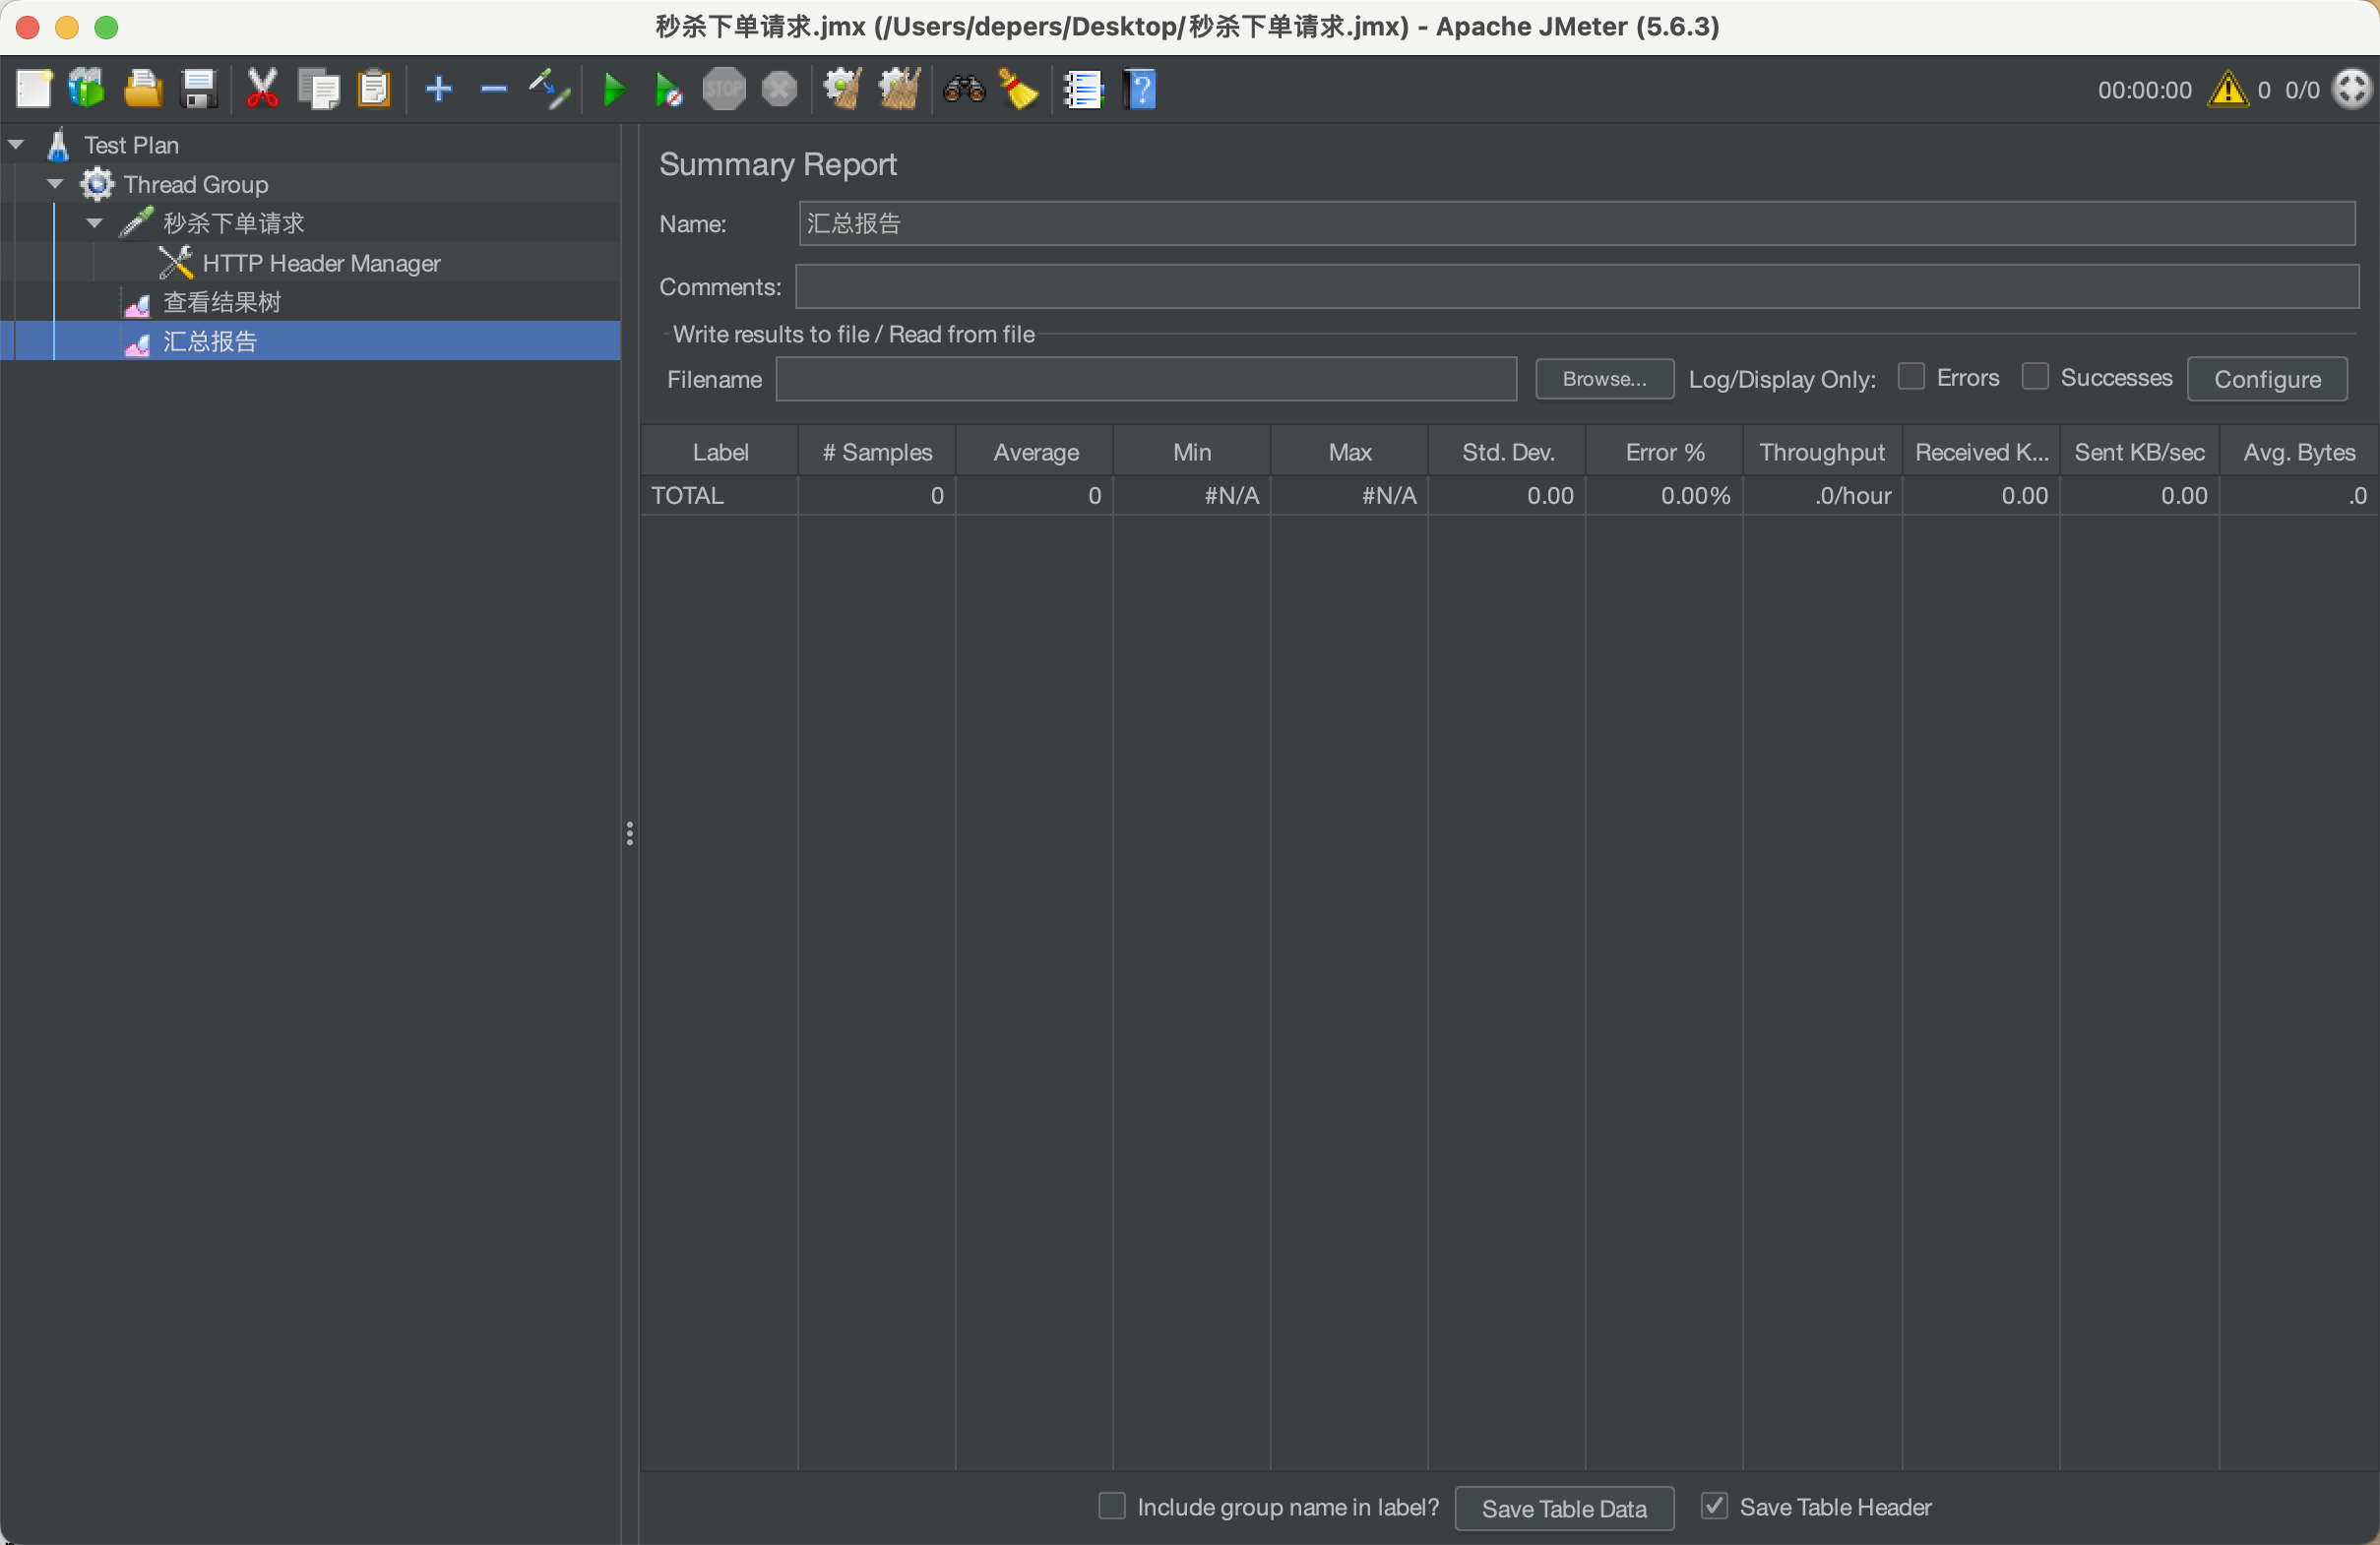 秒杀下单请求.jmx (/Users/depers/Desktop/秒杀下单请求.jmx) - Apache JMeter (5.6.3)
STOP
00:00:00 0 0/0
Test Plan
Thread Group
秒杀下单请求
HTTP Header Manager
查看结果树
汇总报告
Summary Report
Name: 汇总报告
Comments:
Write results to file / Read from file
Filename Browse... Log/Display Only: Errors Successes Configure
Label # Samples Average Min Max Std. Dev. Error % Throughput Received K... Sent KB/sec Avg. Bytes
TOTAL 0 0 #N/A #N/A 0.00 0.00% .0/hour 0.00 0.00 .0
Include group name in label? Save Table Data Save Table Header